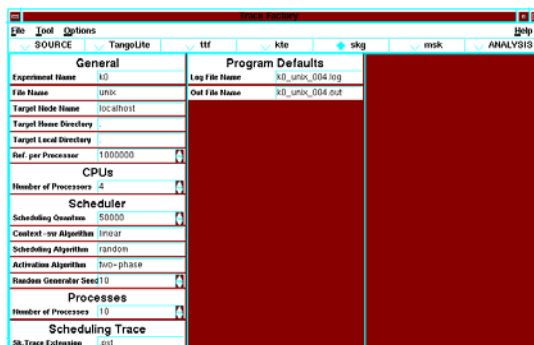 Trace Factory
File Tool Options Help
SOURCE TangoLite ttf kte skg msk ANALYSIS
General
Experiment Name k0
File Name unix
Target Node Name localhost
Target Home Directory .
Target Local Directory .
Ref. per Processor 1000000
CPUs
Number of Processors 4
Scheduler
Scheduling Quantum 50000
Context-sw Algorithm linear
Scheduling Algorithm random
Activation Algorithm two-phase
Random Generator Seed 10
Processes
Number of Processes 10
Scheduling Trace
Sk.Trace Extension .pst
Program Defaults
Log File Name k0_unix_004.log
Out File Name k0_unix_004.out